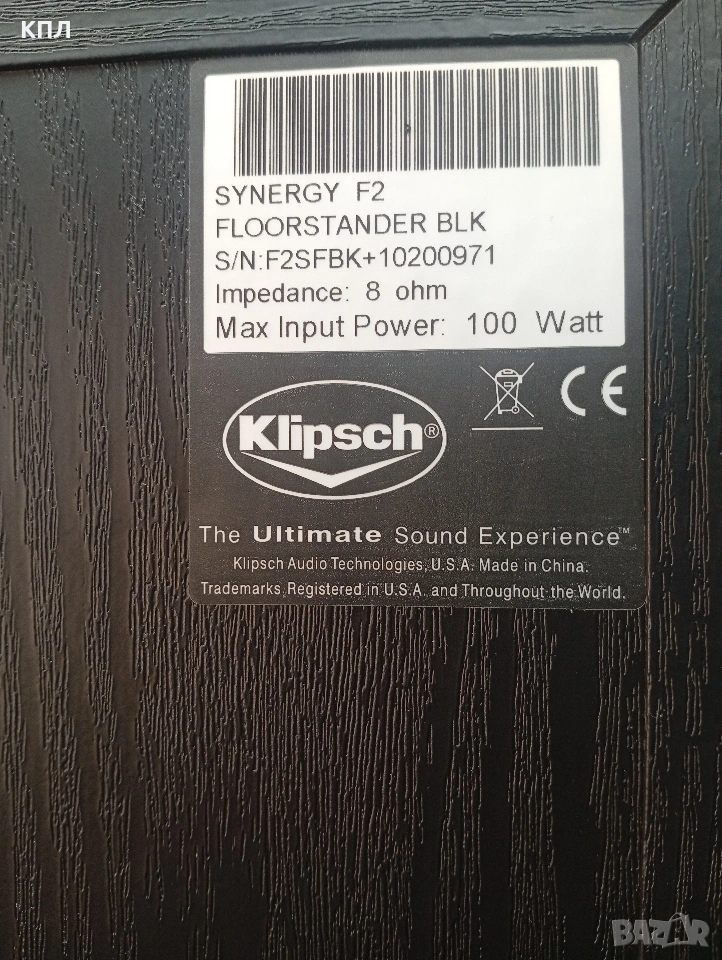 КПЛ
SYNERGY F2
FLOORSTANDER BLK
S/N:F2SFBK+10200971
Impedance: 8 ohm
Max Input Power: 100 Watt
CE
Klipsch®
The Ultimate Sound Experience™
Klipsch Audio Technologies, U.S.A. Made in China.
Trademarks Registered in U.S.A. and Throughout the World.
BAZAR